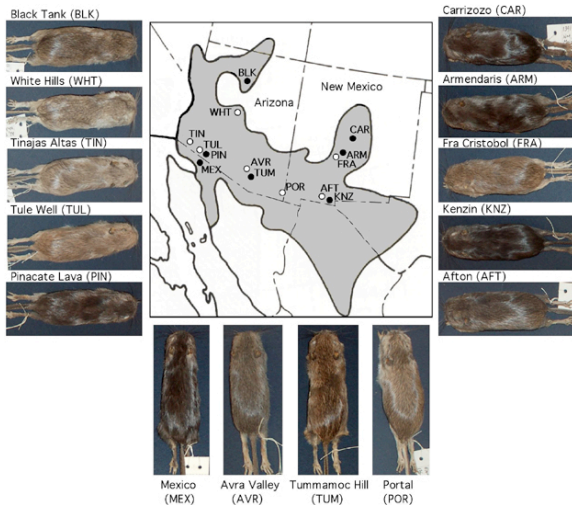 Black Tank (BLK)
White Hills (WHT)
Tinajas Altas (TIN)
Tule Well (TUL)
Pinacate Lava (PIN)
BLK
Arizona
New Mexico
WHT
CAR
TIN
TUL
PIN
ARM
FRA
MEX
AVR
TUM
POR
AFT
KNZ
Carrizozo (CAR)
Armendaris (ARM)
Fra Cristobol (FRA)
Kenzin (KNZ)
Afton (AFT)
Mexico
(MEX)
Avra Valley
(AVR)
Tummamoc Hill
(TUM)
Portal
(POR)